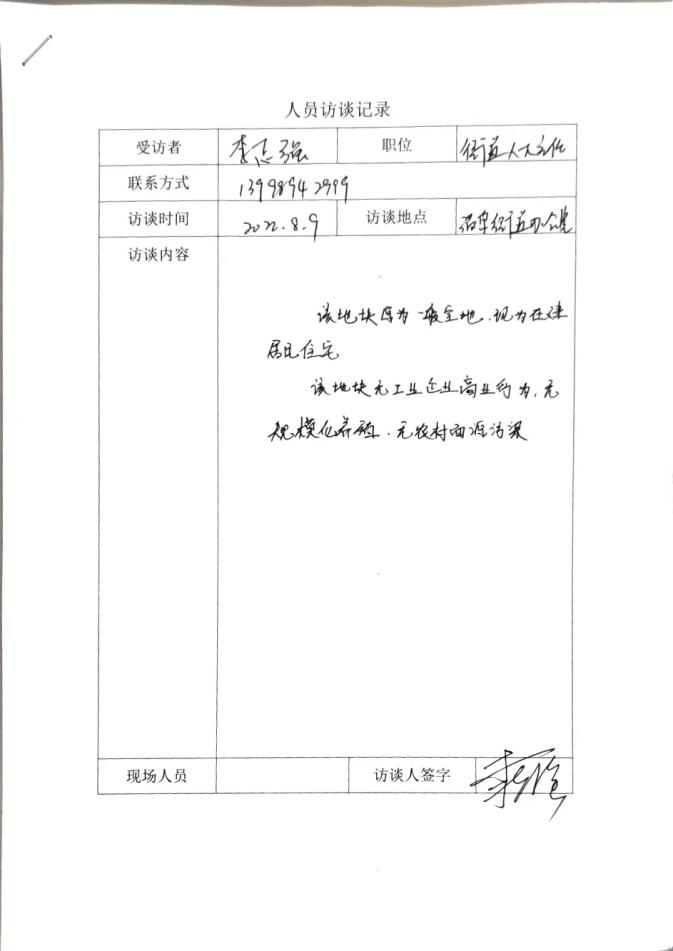 人员访谈记录
受访者 李志强 职位 街道人大主任
联系方式 13998942999
访谈时间 2022.8.9 访谈地点 街道办公室
访谈内容
该地块原为一般空地,现为在建
居民住宅
该地块无工业企业商业行为,无
规模化养殖,无农村面源污染
现场人员 访谈人签字